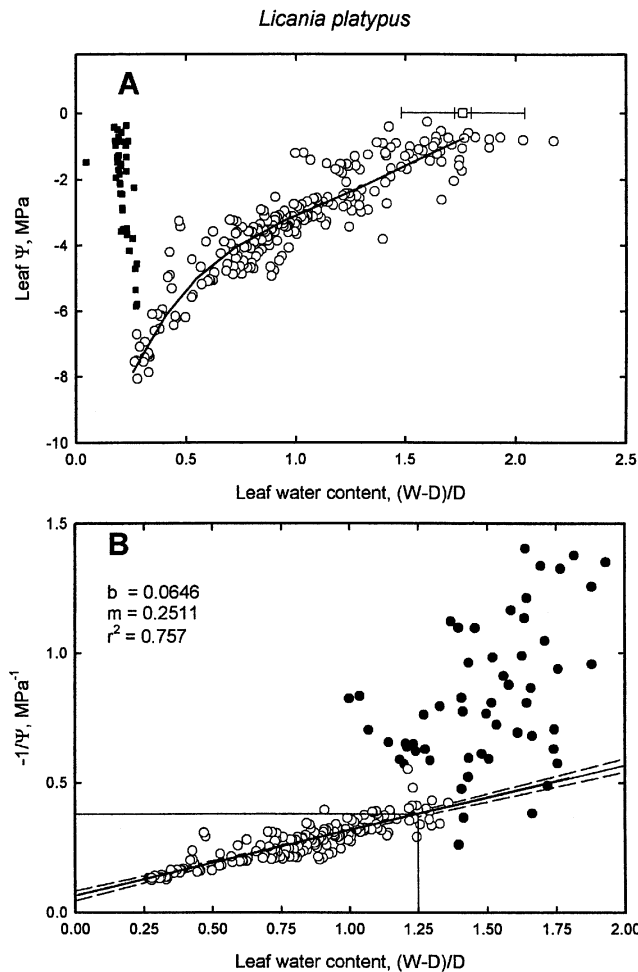 Licania platypus
A
0
-2
-4
-6
-8
-10
Leaf Ψ, MPa
0.0 0.5 1.0 1.5 2.0 2.5
Leaf water content, (W-D)/D
B
b = 0.0646
m = 0.2511
r² = 0.757
1.5
1.0
0.5
0.0
-1/Ψ, MPa⁻¹
0.00 0.25 0.50 0.75 1.00 1.25 1.50 1.75 2.00
Leaf water content, (W-D)/D